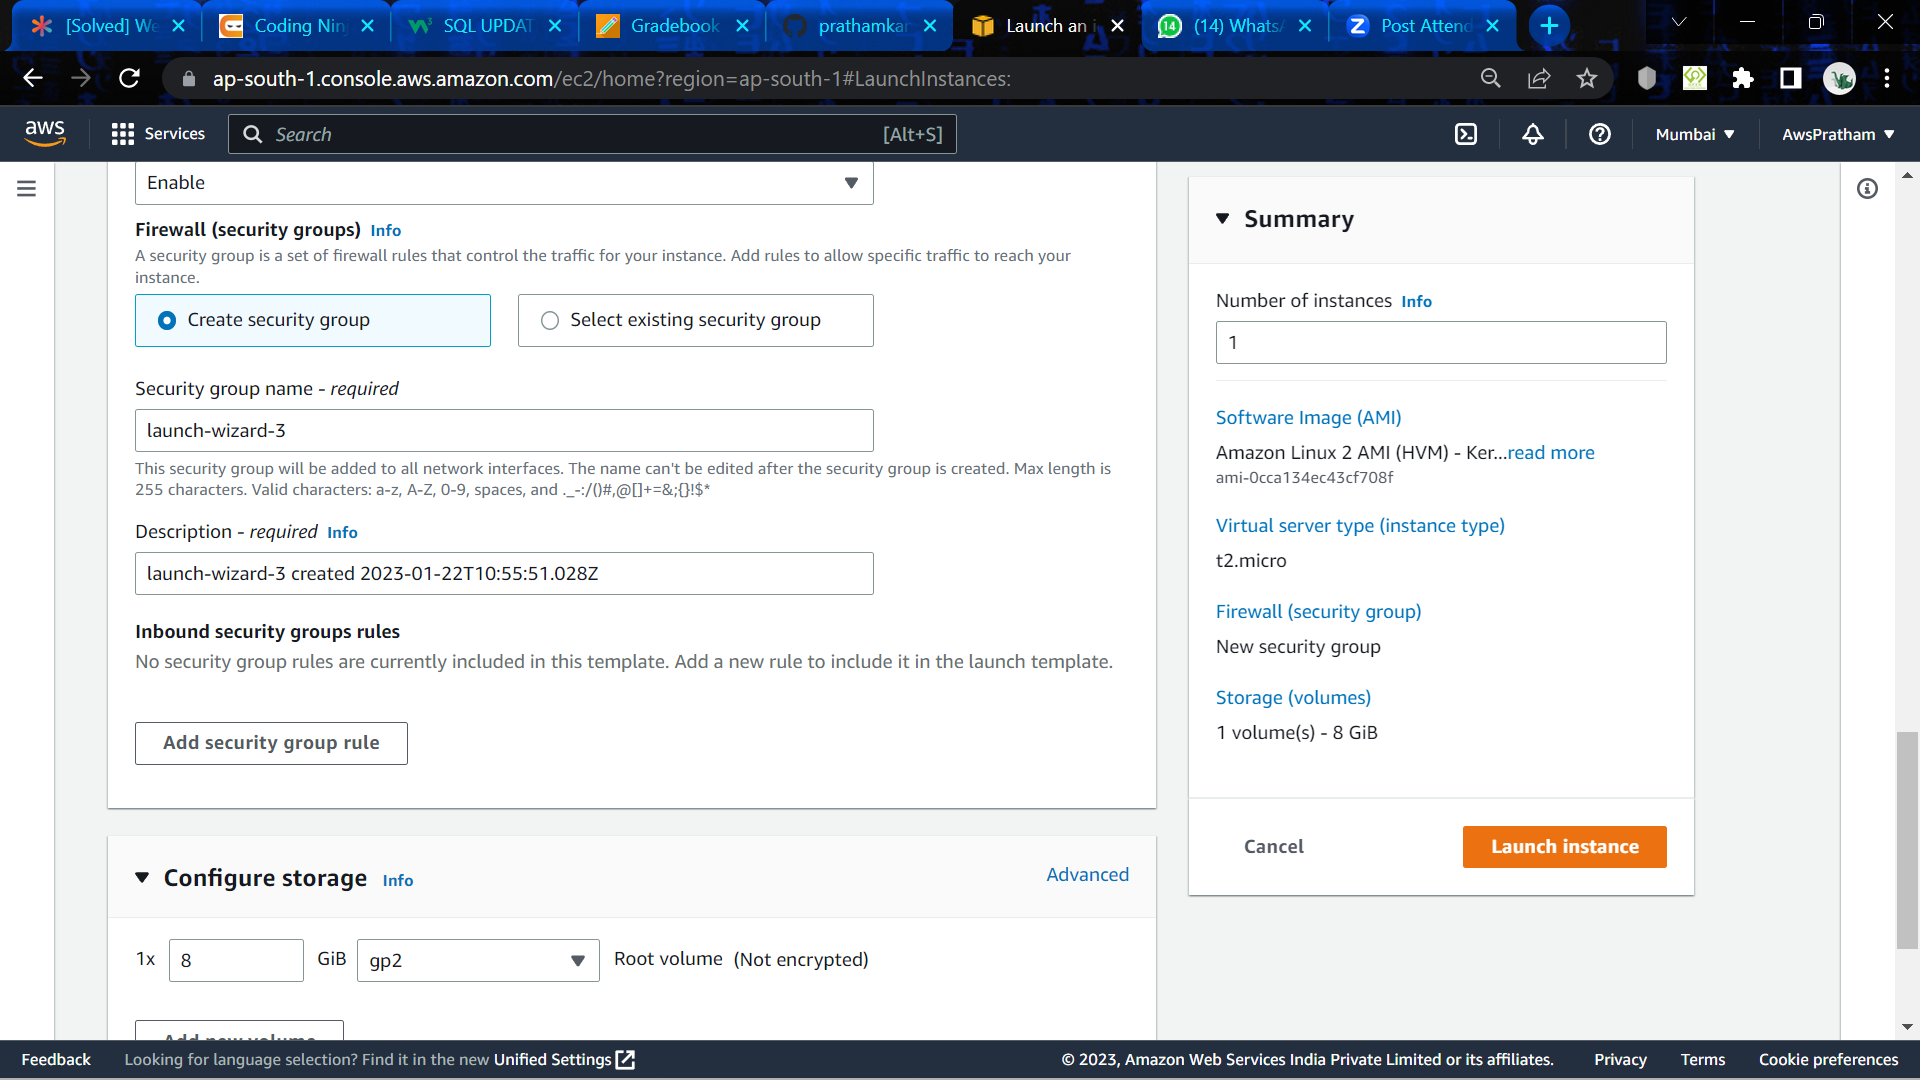 [Solved] We
Coding Nin
SQL UPDAT
Gradebook
prathamkar
Launch an i
14
(14) Whats
Post Attend
ap-south-1.console.aws.amazon.com/ec2/home?region=ap-south-1#LaunchInstances:
aws
Services
Search
[Alt+S]
Mumbai
AwsPratham
Enable
Firewall (security groups) Info
A security group is a set of firewall rules that control the traffic for your instance. Add rules to allow specific traffic to reach your
instance.
Create security group
Select existing security group
Security group name - required
launch-wizard-3
This security group will be added to all network interfaces. The name can't be edited after the security group is created. Max length is
255 characters. Valid characters: a-z, A-Z, 0-9, spaces, and ._-:/()#,@[]+=&;{}!$*
Description - required Info
launch-wizard-3 created 2023-01-22T10:55:51.028Z
Inbound security groups rules
No security group rules are currently included in this template. Add a new rule to include it in the launch template.
Add security group rule
Configure storage Info
Advanced
1x
8
GiB
gp2
Root volume (Not encrypted)
Add new volume
Summary
Number of instances Info
1
Software Image (AMI)
Amazon Linux 2 AMI (HVM) - Ker...read more
ami-0cca134ec43cf708f
Virtual server type (instance type)
t2.micro
Firewall (security group)
New security group
Storage (volumes)
1 volume(s) - 8 GiB
Cancel
Launch instance
Feedback
Looking for language selection? Find it in the new Unified Settings
© 2023, Amazon Web Services India Private Limited or its affiliates.
Privacy
Terms
Cookie preferences